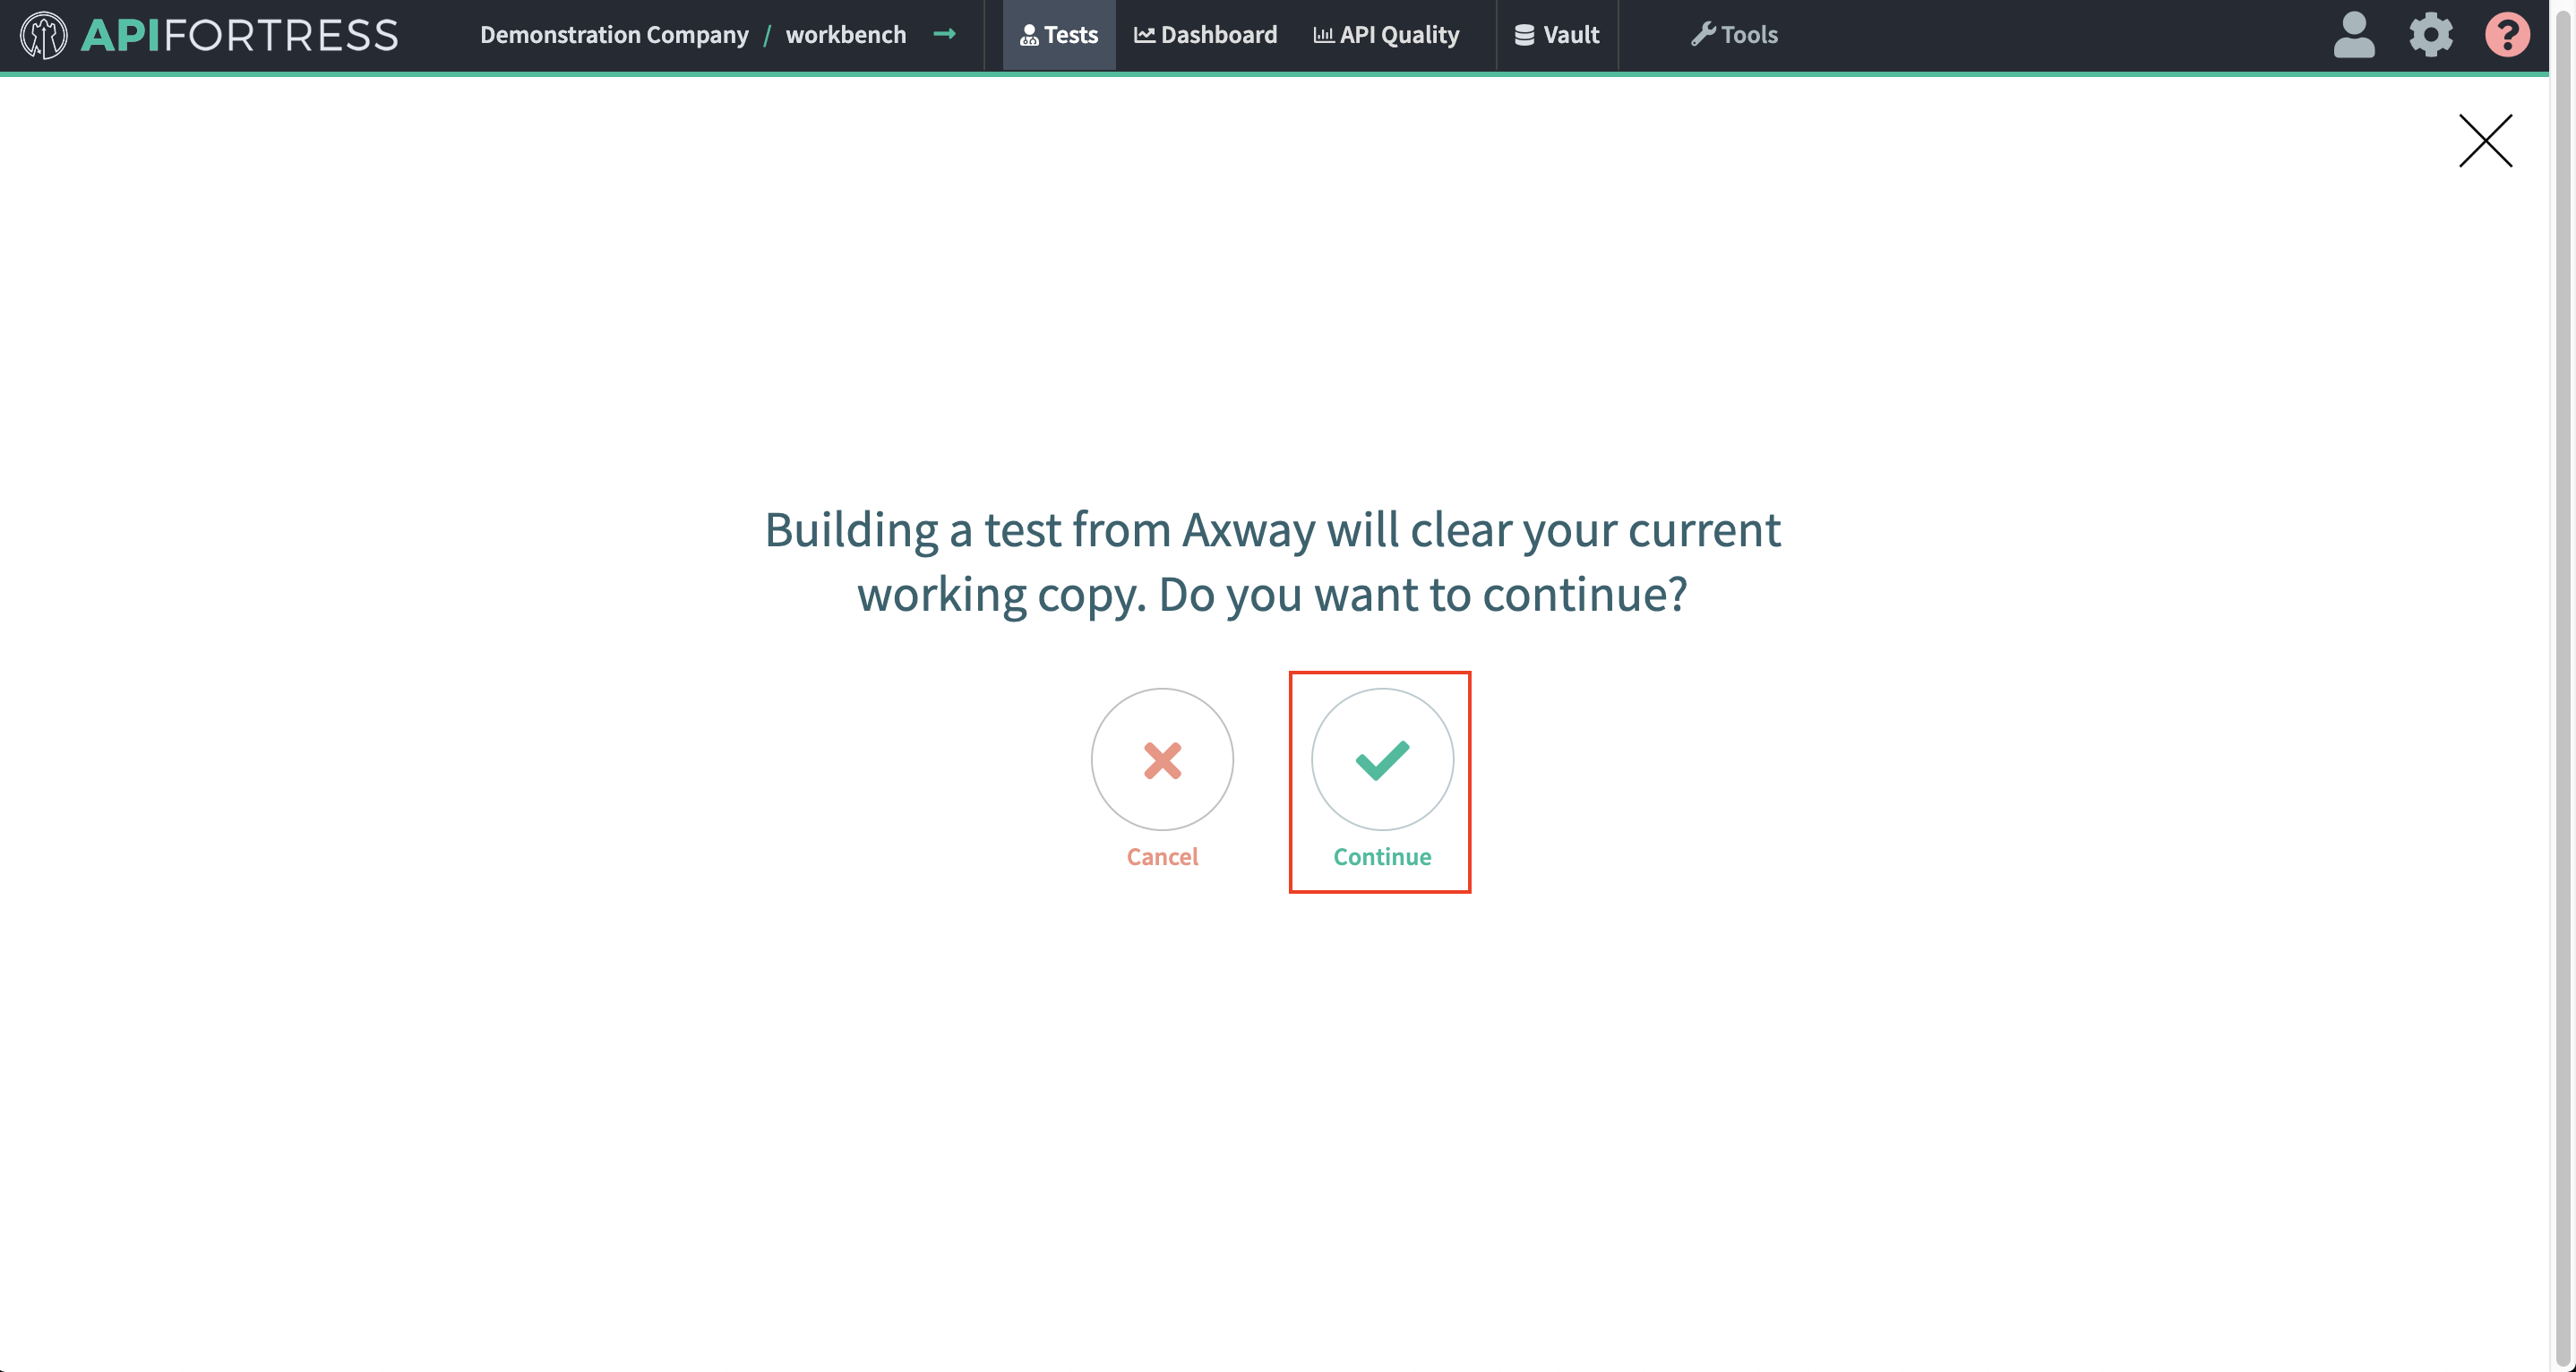 APIFORTRESS
Demonstration Company / workbench
Tests
Dashboard
API Quality
Vault
Tools
?
Building a test from Axway will clear your current
working copy. Do you want to continue?
Cancel
Continue